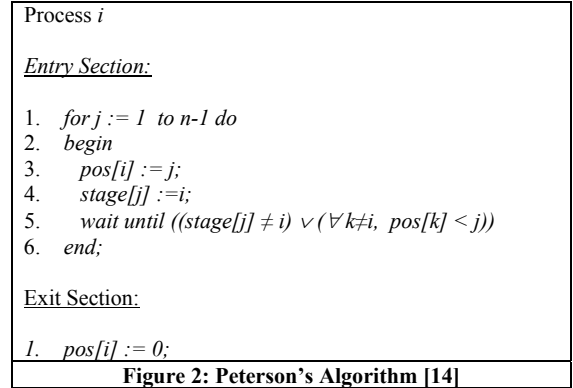 Process i
Entry Section:
1. for j := 1 to n-1 do
2. begin
3. pos[i] := j;
4. stage[j] :=i;
5. wait until ((stage[j] ≠ i) ∨ (∀k≠i, pos[k] < j))
6. end;
Exit Section:
1. pos[i] := 0;
Figure 2: Peterson's Algorithm [14]